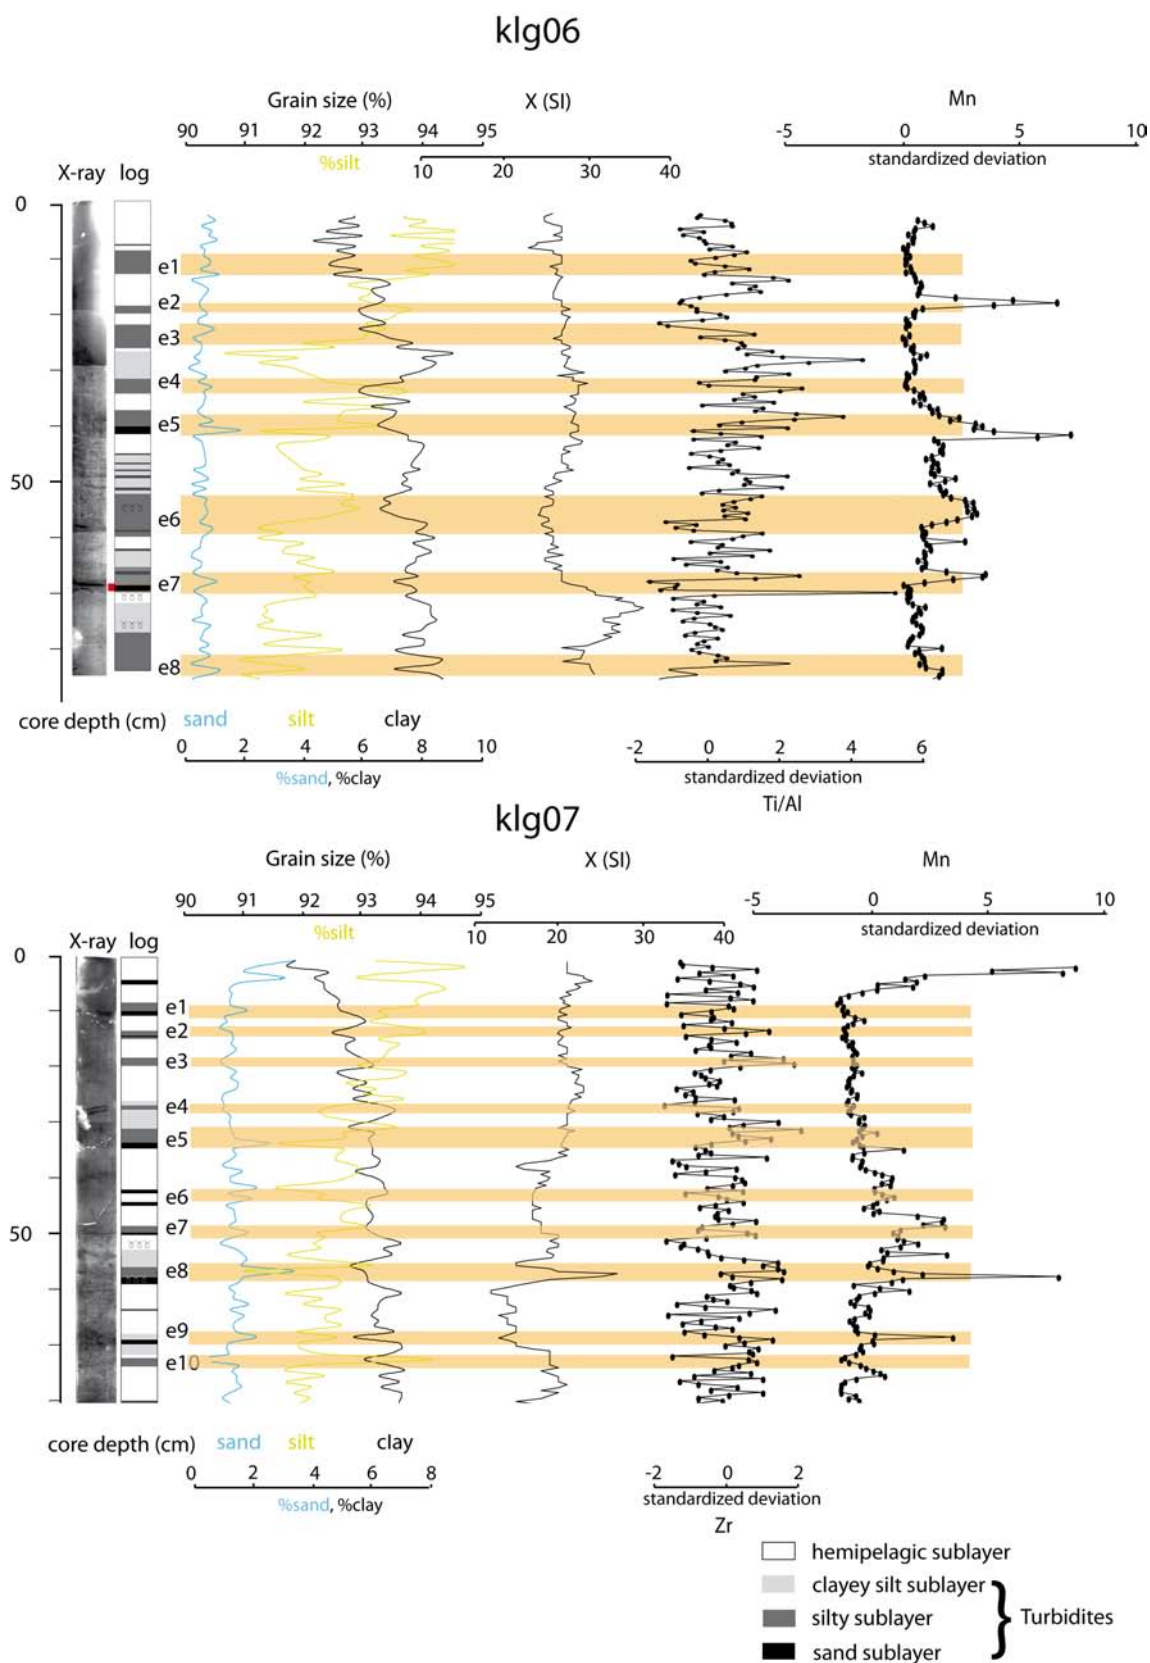 klg06
Grain size (%) X (SI) Mn
90 91 92 93 94 95 -5 0 5 10
%silt standardized deviation
X-ray log 10 20 30 40
0
e1
e2
e3
e4
e5
50
e6
e7
e8
core depth (cm) sand silt clay
0 2 4 6 8 10 -2 0 2 4 6
%sand, %clay standardized deviation
Ti/Al
klg07
Grain size (%) X (SI) Mn
90 91 92 93 94 95 -5 0 5 10
%silt 10 20 30 40 standardized deviation
X-ray log
0
e1
e2
e3
e4
e5
e6
50 e7
e8
e9
e10
core depth (cm) sand silt clay
0 2 4 6 8 -2 0 2
%sand, %clay standardized deviation
Zr
hemipelagic sublayer
clayey silt sublayer
silty sublayer } Turbidites
sand sublayer